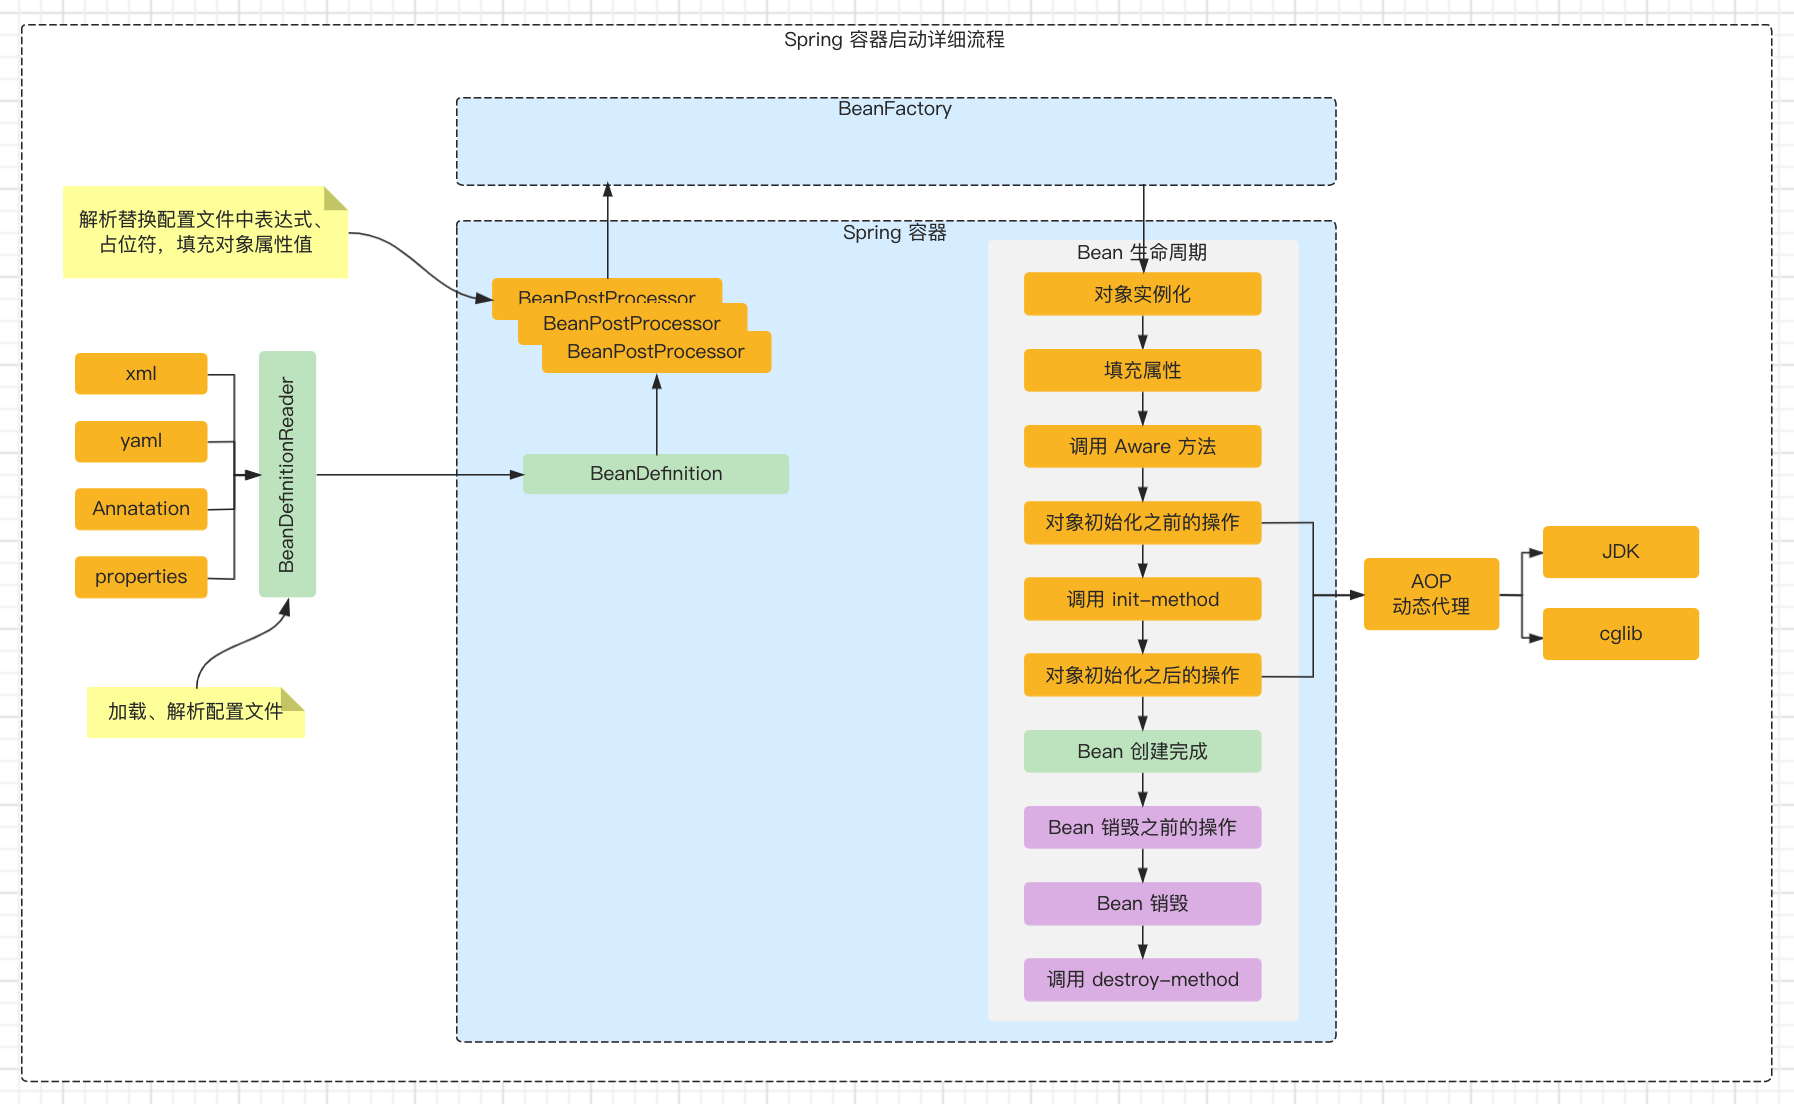 Spring 容器启动详细流程
BeanFactory
解析替换配置文件中表达式、
占位符，填充对象属性值
Spring 容器
Bean 生命周期
BeanPostProcessor
BeanPostProcessor
BeanPostProcessor
xml
yaml
Annatation
properties
BeanDefinitionReader
BeanDefinition
加载、解析配置文件
对象实例化
填充属性
调用 Aware 方法
对象初始化之前的操作
调用 init-method
对象初始化之后的操作
Bean 创建完成
Bean 销毁之前的操作
Bean 销毁
调用 destroy-method
AOP
动态代理
JDK
cglib